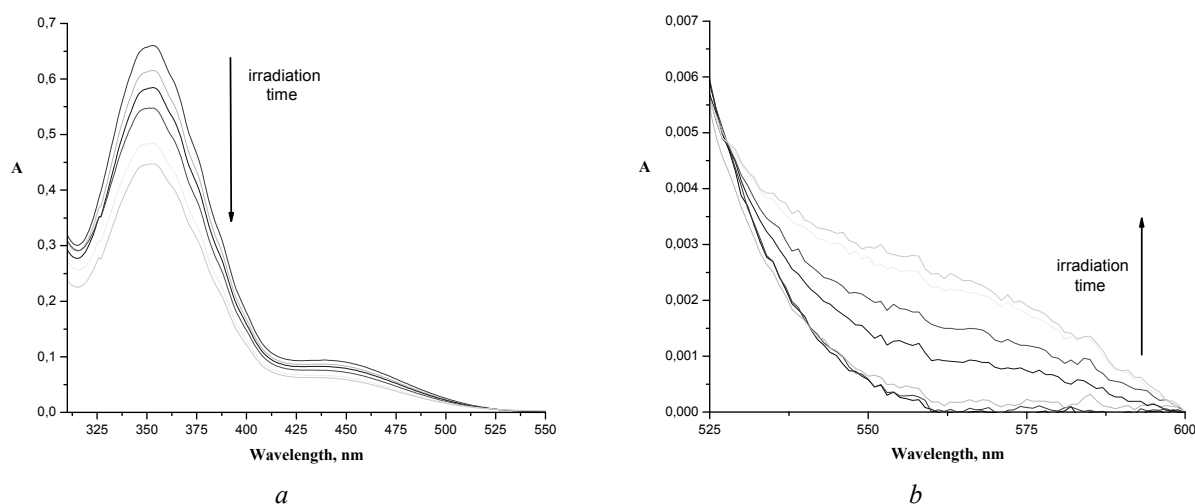 0,7
0,6
0,5
0,4
0,3
0,2
0,1
0,0
A
irradiation
time
325 350 375 400 425 450 475 500 525 550
Wavelength, nm
a
0,007
0,006
0,005
0,004
0,003
0,002
0,001
0,000
A
irradiation
time
525 550 575 600
Wavelength, nm
b